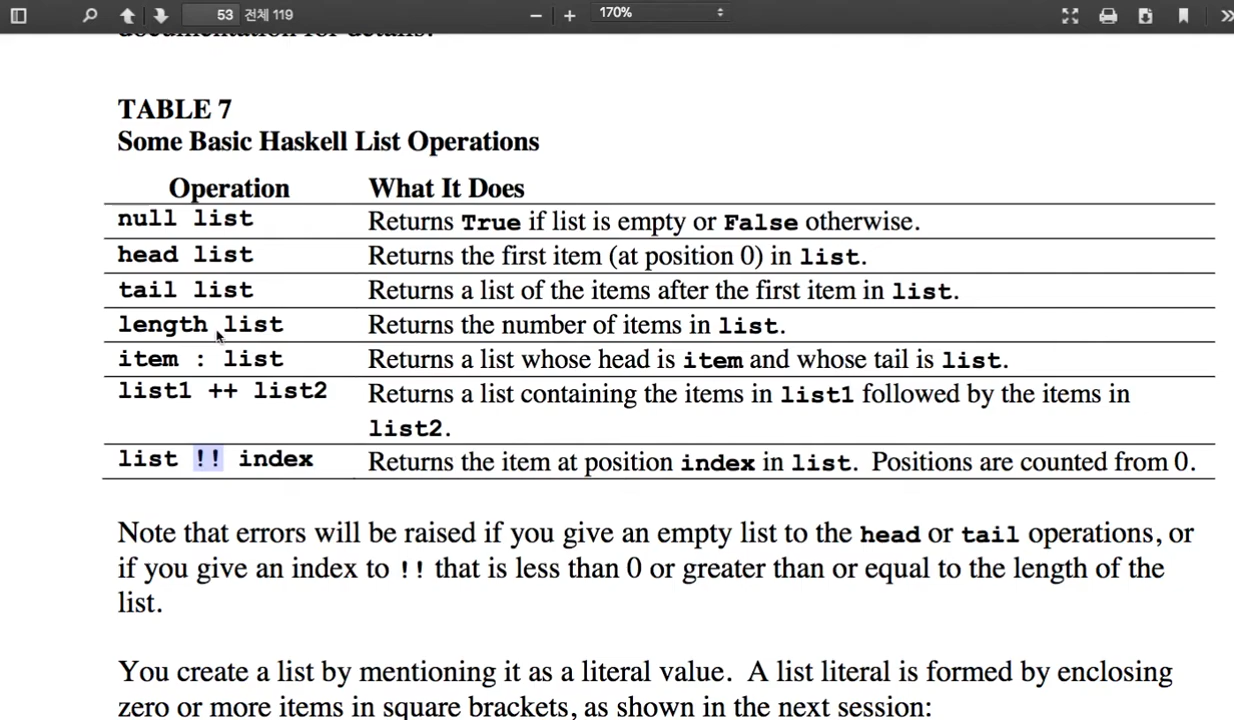 53 전체 119
170%
documentation for details.
TABLE 7
Some Basic Haskell List Operations
Operation What It Does
null list Returns True if list is empty or False otherwise.
head list Returns the first item (at position 0) in list.
tail list Returns a list of the items after the first item in list.
length list Returns the number of items in list.
item : list Returns a list whose head is item and whose tail is list.
list1 ++ list2 Returns a list containing the items in list1 followed by the items in
list2.
list !! index Returns the item at position index in list. Positions are counted from 0.
Note that errors will be raised if you give an empty list to the head or tail operations, or
if you give an index to !! that is less than 0 or greater than or equal to the length of the
list.
You create a list by mentioning it as a literal value. A list literal is formed by enclosing
zero or more items in square brackets, as shown in the next session: